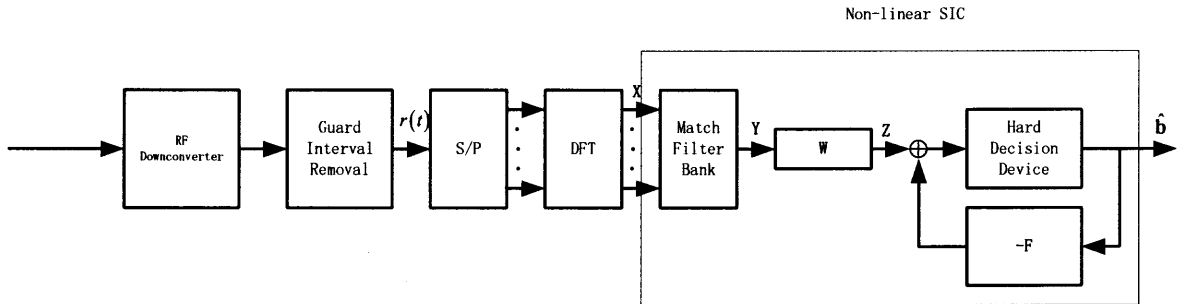 Non-linear SIC
RF
Downconverter
Guard
Interval
Removal
r(t)
S/P
DFT
X
Match
Filter
Bank
Y
W
Z
Hard
Decision
Device
b̂
-F